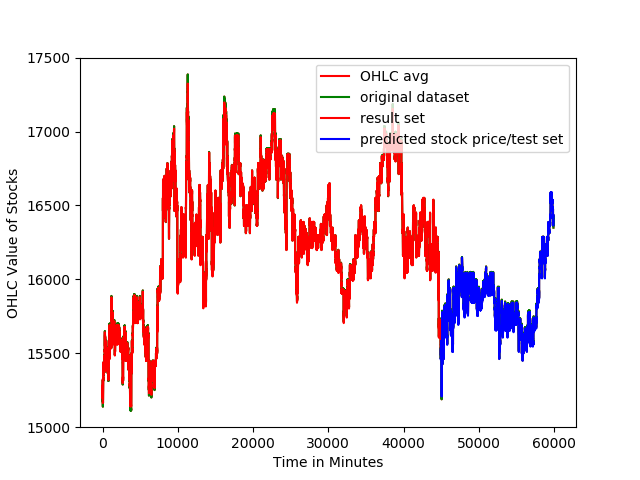 OHLC avg
original dataset
result set
predicted stock price/test set
OHLC Value of Stocks
17500
17000
16500
16000
15500
15000
0 10000 20000 30000 40000 50000 60000
Time in Minutes